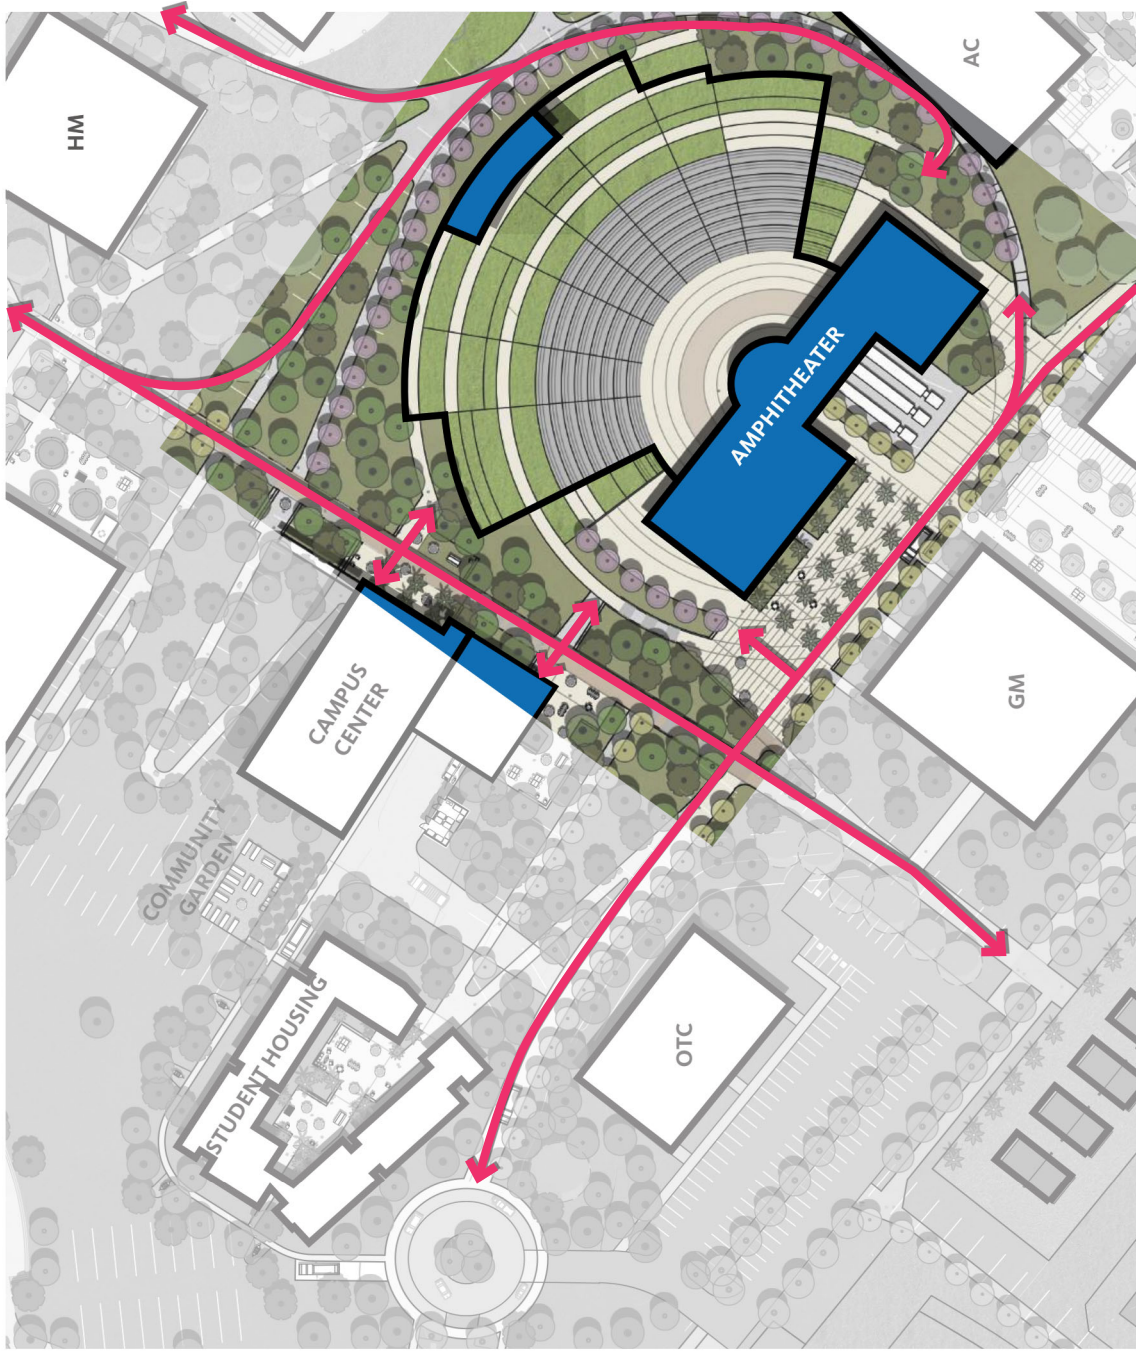 AC
HM
AMPHITHEATER
CAMPUS
CENTER
GM
COMMUNITY
GARDEN
STUDENT HOUSING
OTC